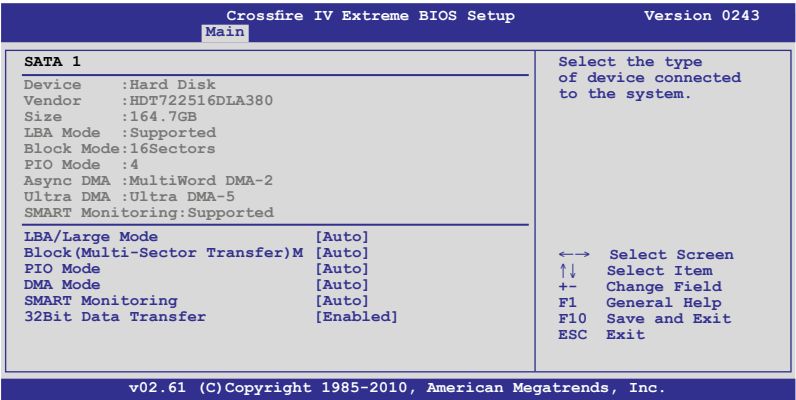 Crossfire IV Extreme BIOS Setup Version 0243
Main
SATA 1
Device :Hard Disk
Vendor :HDT722516DLA380
Size :164.7GB
LBA Mode :Supported
Block Mode:16Sectors
PIO Mode :4
Async DMA :MultiWord DMA-2
Ultra DMA :Ultra DMA-5
SMART Monitoring:Supported
LBA/Large Mode [Auto]
Block(Multi-Sector Transfer)M [Auto]
PIO Mode [Auto]
DMA Mode [Auto]
SMART Monitoring [Auto]
32Bit Data Transfer [Enabled]
Select the type
of device connected
to the system.
←→ Select Screen
↑↓ Select Item
+- Change Field
F1 General Help
F10 Save and Exit
ESC Exit
v02.61 (C)Copyright 1985-2010, American Megatrends, Inc.